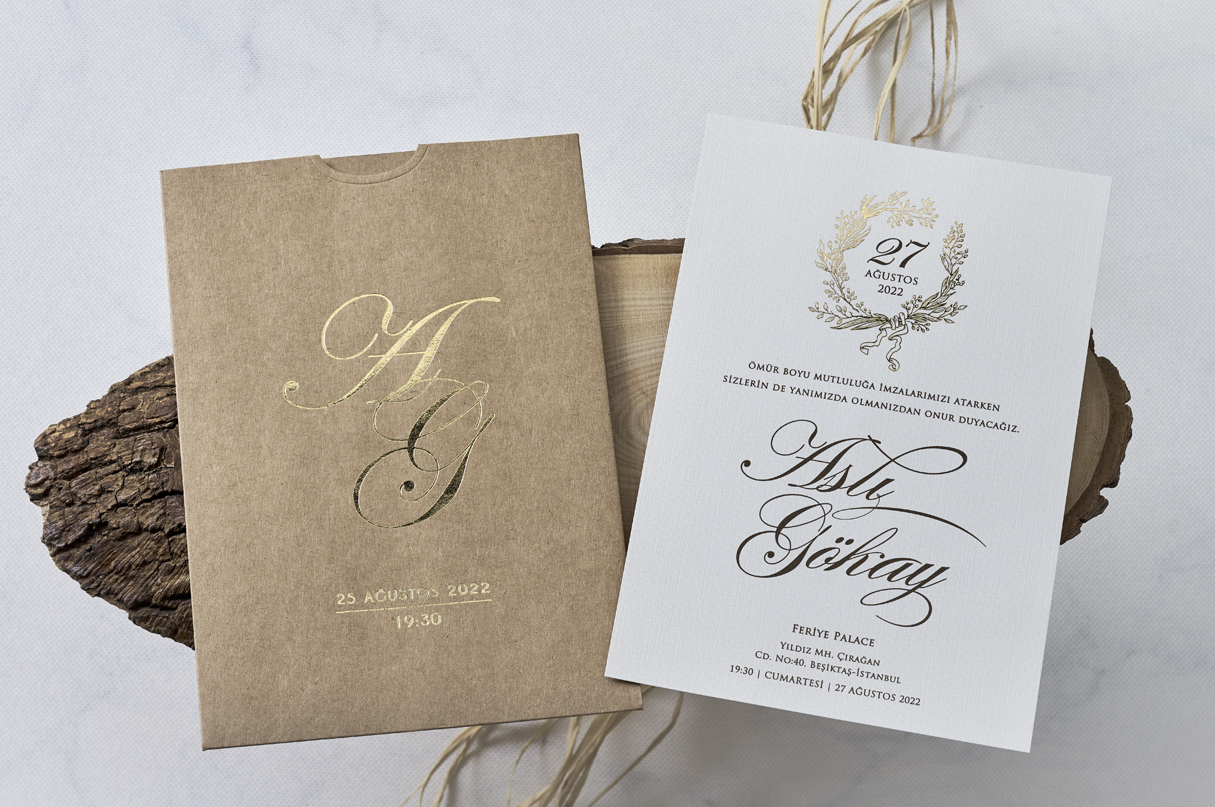 A
G
25 AĞUSTOS 2022
19:30
27
AĞUSTOS
2022
ÖMÜR BOYU MUTLULUĞA İMZALARIMIZI ATARKEN
SİZLERİN DE YANIMIZDA OLMANIZDAN ONUR DUYACAĞIZ.
Aslı
Gökay
FERİYE PALACE
YILDIZ MH. ÇIRAĞAN
CD. NO:40, BEŞİKTAŞ-İSTANBUL
19:30 | CUMARTESİ | 27 AĞUSTOS 2022